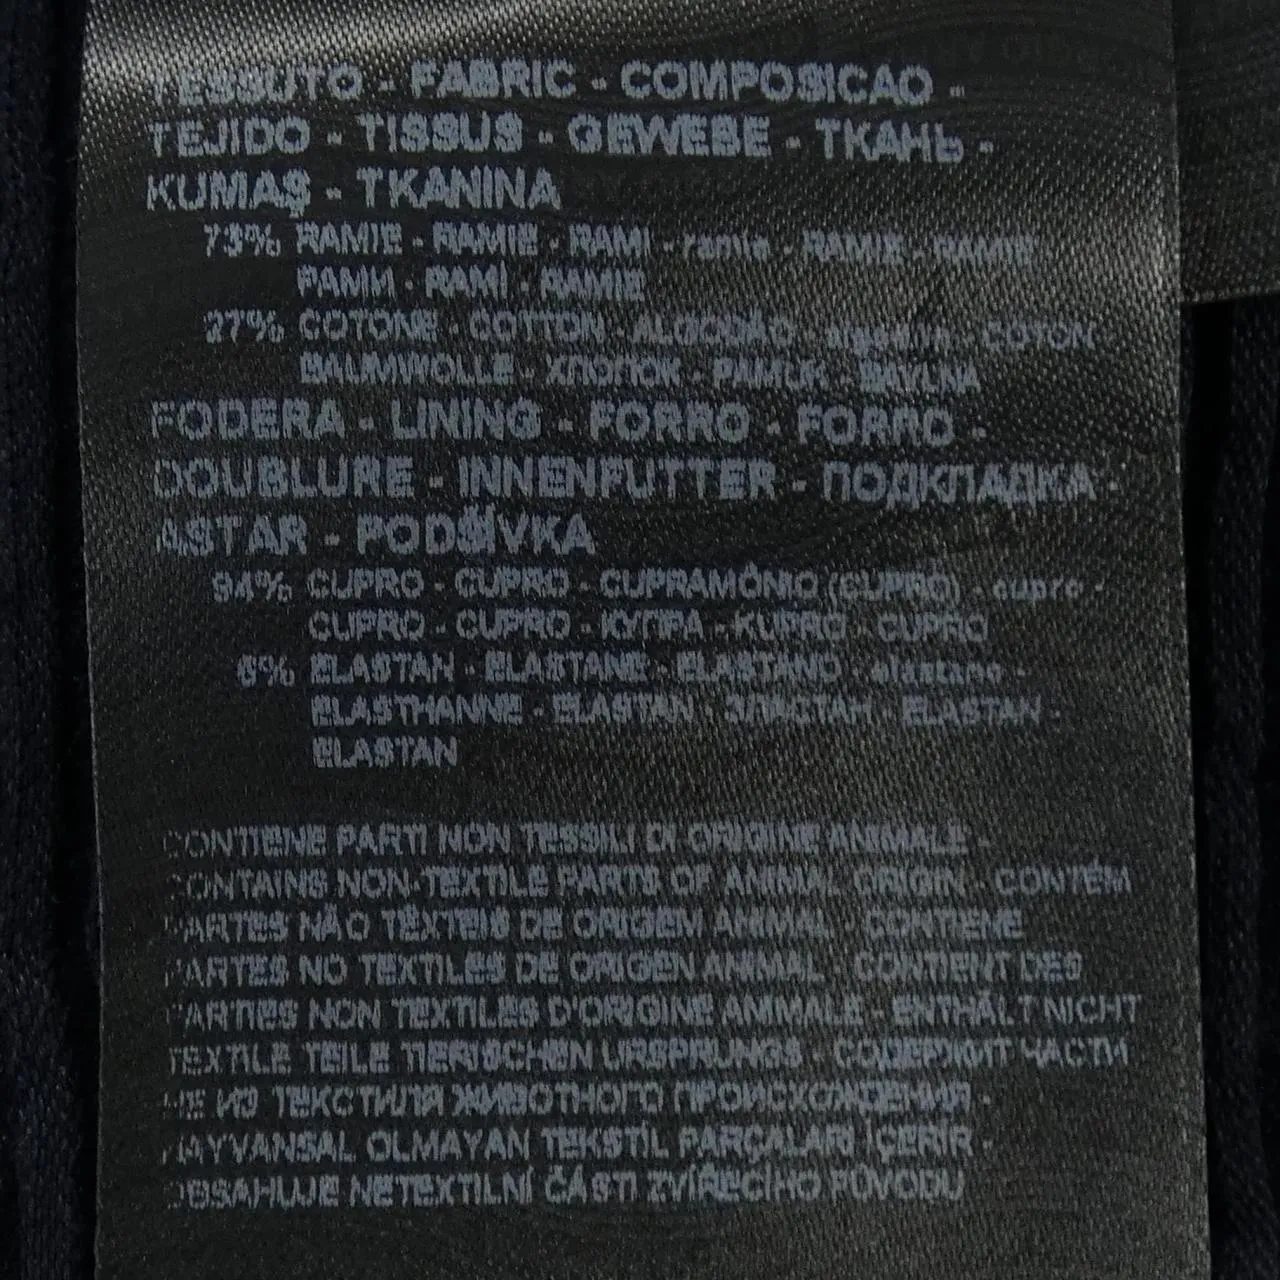 TESSUTO - FABRIC - COMPOSICAO -
TEJIDO - TISSUS - GEWEBE - ТКАНЬ -
KUMAŞ - TKANINA
73% RAMIE - RAMIE - RAMI - ramie - RAMIE - RAMIE
РАМИ - RAMİ - RAMIE
27% COTONE - COTTON - ALGODÃO - algodón - COTON
BAUMWOLLE - ХЛОПОК - PAMUK - BAVLNA
FODERA - LINING - FORRO - FORRO -
DOUBLURE - INNENFUTTER - ПОДКЛАДКА -
ASTAR - PODŠÍVKA
94% CUPRO - CUPRO - CUPRAMÓNIO (CUPRO) - cupro -
CUPRO - CUPRO - КУПРА - KUPRO - CUPRO
6% ELASTAN - ELASTANE - ELASTANO - elastano -
ELASTHANNE - ELASTAN - ЭЛАСТАН - ELASTAN -
ELASTAN
CONTIENE PARTI NON TESSILI DI ORIGINE ANIMALE -
CONTAINS NON-TEXTILE PARTS OF ANIMAL ORIGIN - CONTÉM
PARTES NÃO TÊXTEIS DE ORIGEM ANIMAL - CONTIENE
PARTES NO TEXTILES DE ORIGEN ANIMAL - CONTIENT DES
PARTIES NON TEXTILES D'ORIGINE ANIMALE - ENTHÄLT NICHT
TEXTILE TEILE TIERISCHEN URSPRUNGS - СОДЕРЖИТ ЧАСТИ
НЕ ИЗ ТЕКСТИЛЯ ЖИВОТНОГО ПРОИСХОЖДЕНИЯ -
HAYVANSAL OLMAYAN TEKSTİL PARÇALARI İÇERİR -
OBSAHUJE NETEXTILNÍ ČÁSTI ZVÍŘECÍHO PŮVODU